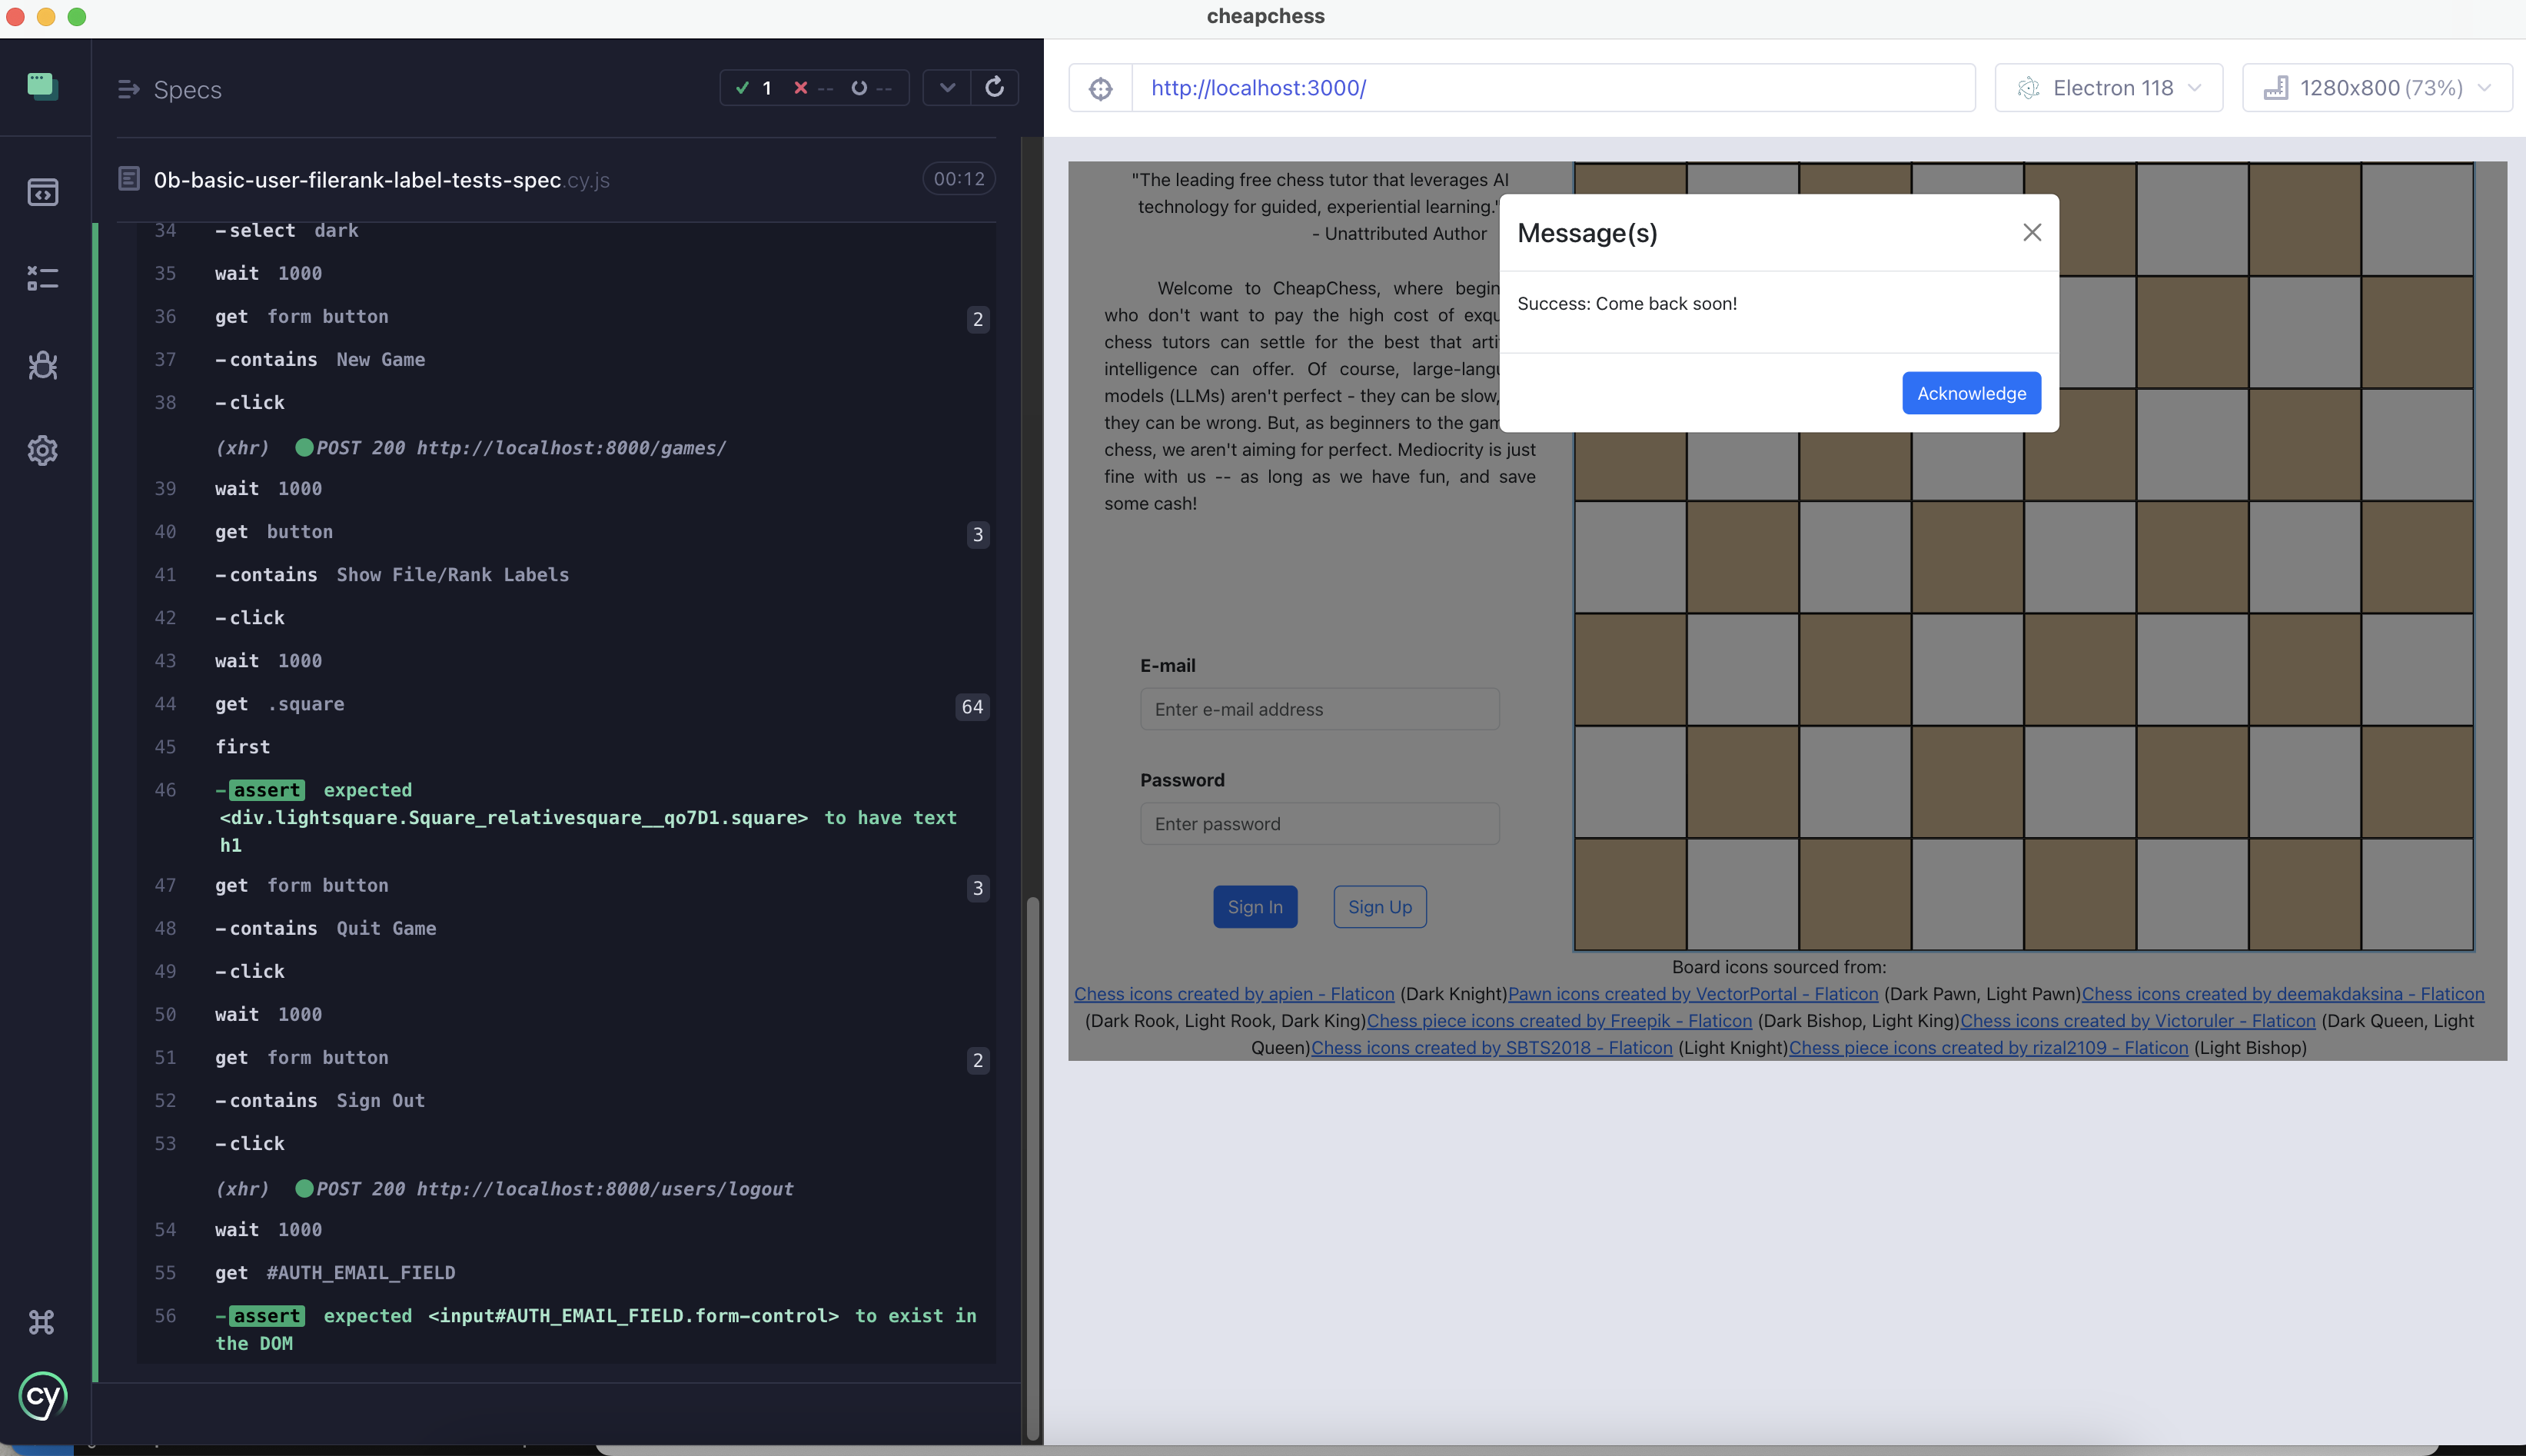 cheapchess
Specs
1 -- --
0b-basic-user-filerank-label-tests-spec.cy.js 00:12
34 -select dark
35 wait 1000
36 get form button 2
37 -contains New Game
38 -click
(xhr) POST 200 http://localhost:8000/games/
39 wait 1000
40 get button 3
41 -contains Show File/Rank Labels
42 -click
43 wait 1000
44 get .square 64
45 first
46 -assert expected
<div.lightsquare.Square_relativesquare__qo7D1.square> to have text
h1
47 get form button 3
48 -contains Quit Game
49 -click
50 wait 1000
51 get form button 2
52 -contains Sign Out
53 -click
(xhr) POST 200 http://localhost:8000/users/logout
54 wait 1000
55 get #AUTH_EMAIL_FIELD
56 -assert expected <input#AUTH_EMAIL_FIELD.form-control> to exist in
the DOM
cy
http://localhost:3000/
Electron 118
1280x800 (73%)
"The leading free chess tutor that leverages AI
technology for guided, experiential learning."
- Unattributed Author
Welcome to CheapChess, where begin
who don't want to pay the high cost of exqu
chess tutors can settle for the best that arti
intelligence can offer. Of course, large-langu
models (LLMs) aren't perfect - they can be slow,
they can be wrong. But, as beginners to the gam
chess, we aren't aiming for perfect. Mediocrity is just
fine with us -- as long as we have fun, and save
some cash!
Message(s)
Success: Come back soon!
Acknowledge
E-mail
Enter e-mail address
Password
Enter password
Sign In
Sign Up
Board icons sourced from:
Chess icons created by apien - Flaticon (Dark Knight)Pawn icons created by VectorPortal - Flaticon (Dark Pawn, Light Pawn)Chess icons created by deemakdaksina - Flaticon
(Dark Rook, Light Rook, Dark King)Chess piece icons created by Freepik - Flaticon (Dark Bishop, Light King)Chess icons created by Victoruler - Flaticon (Dark Queen, Light
Queen)Chess icons created by SBTS2018 - Flaticon (Light Knight)Chess piece icons created by rizal2109 - Flaticon (Light Bishop)